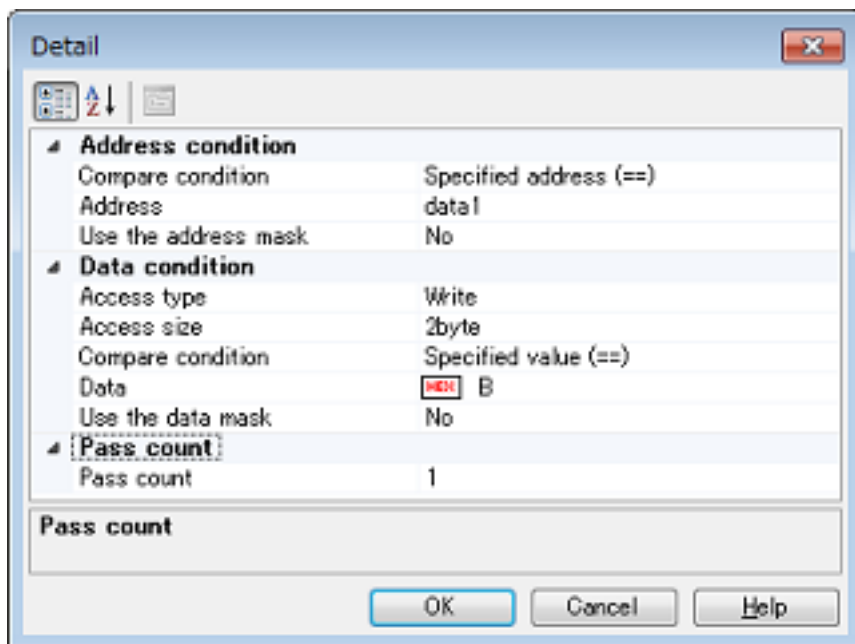 Detail
Address condition
Compare condition Specified address (==)
Address data1
Use the address mask No
Data condition
Access type Write
Access size 2byte
Compare condition Specified value (==)
Data HEX B
Use the data mask No
Pass count
Pass count 1
Pass count
OK Cancel Help